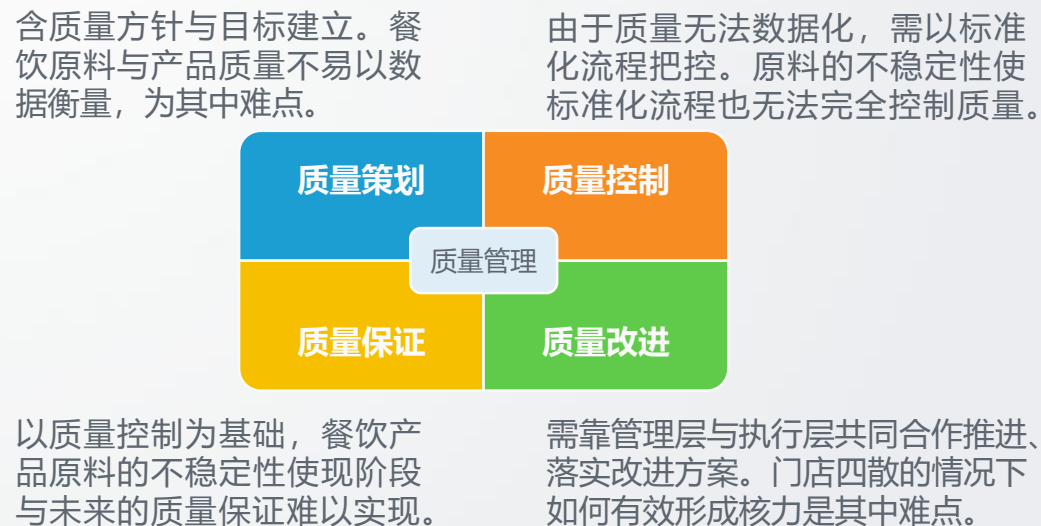 含质量方针与目标建立。餐
饮原料与产品质量不易以数
据衡量，为其中难点。
由于质量无法数据化，需以标准
化流程把控。原料的不稳定性使
标准化流程也无法完全控制质量。
质量策划
质量控制
质量管理
质量保证
质量改进
以质量控制为基础，餐饮产
品原料的不稳定性使现阶段
与未来的质量保证难以实现。
需靠管理层与执行层共同合作推进、
落实改进方案。门店四散的情况下
如何有效形成核力是其中难点。